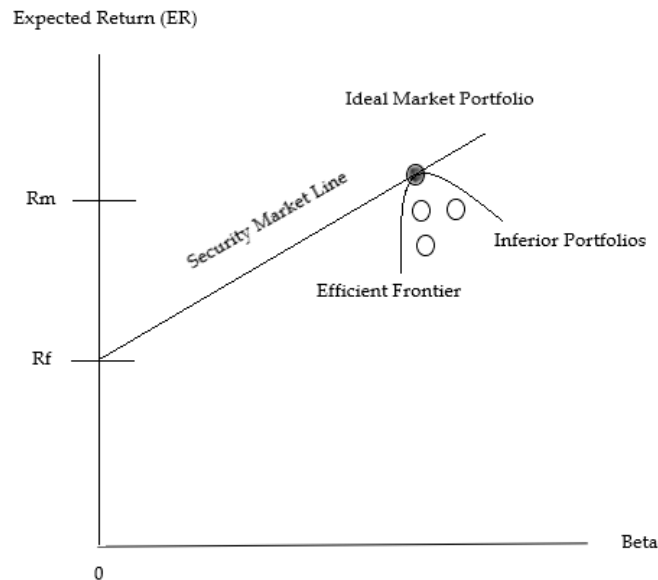 Expected Return (ER)
Ideal Market Portfolio
Rm
Security Market Line
Inferior Portfolios
Efficient Frontier
Rf
Beta
0